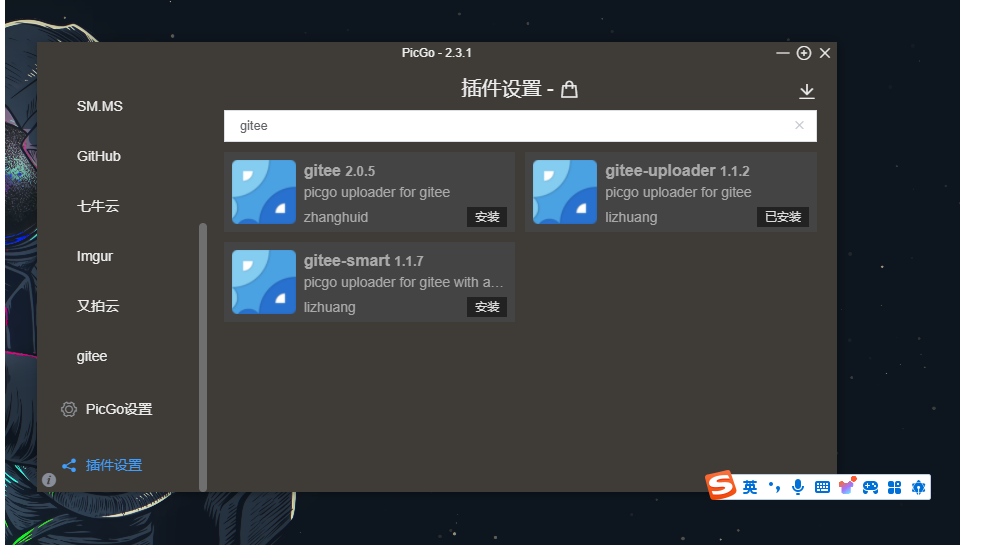 PicGo - 2.3.1
插件设置 -
SM.MS
GitHub
七牛云
Imgur
又拍云
gitee
PicGo设置
插件设置
gitee
gitee 2.0.5
picgo uploader for gitee
zhanghuid
安装
gitee-uploader 1.1.2
picgo uploader for gitee
lizhuang
已安装
gitee-smart 1.1.7
picgo uploader for gitee with a...
lizhuang
安装
英